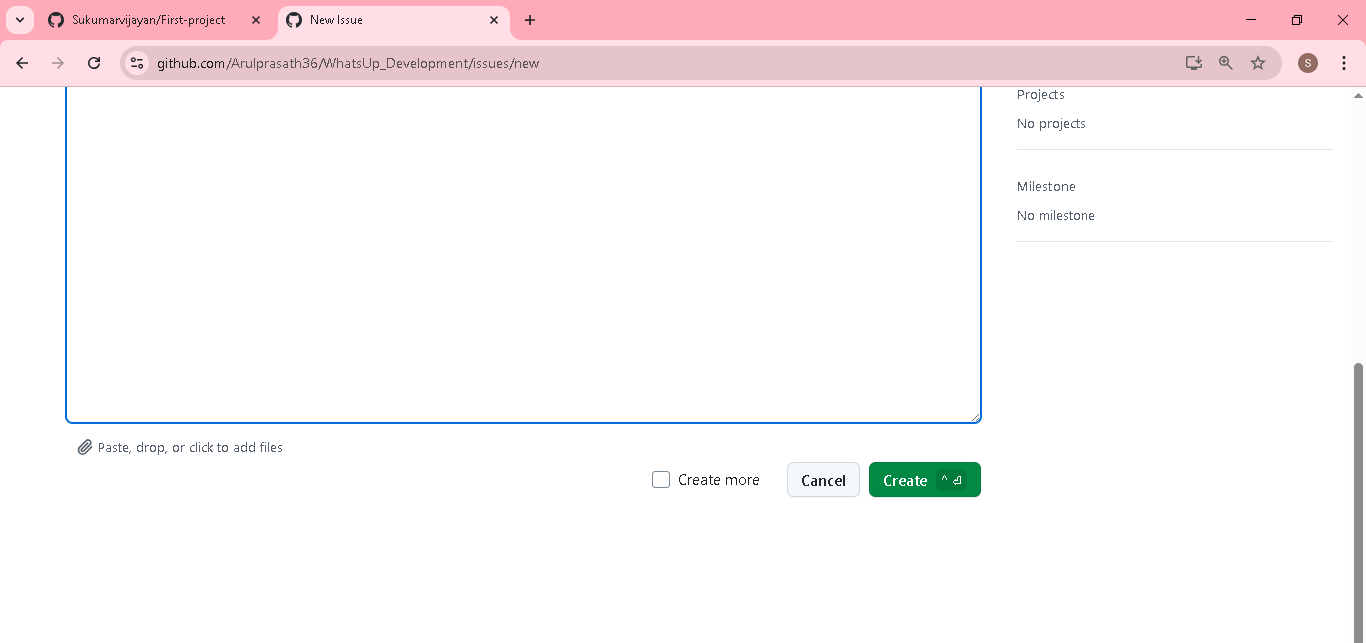 Sukumarvijayan/First-project
New Issue
github.com/Arulprasath36/WhatsUp_Development/issues/new
S
Projects
No projects
Milestone
No milestone
Paste, drop, or click to add files
Create more
Cancel
Create ^ ⏎